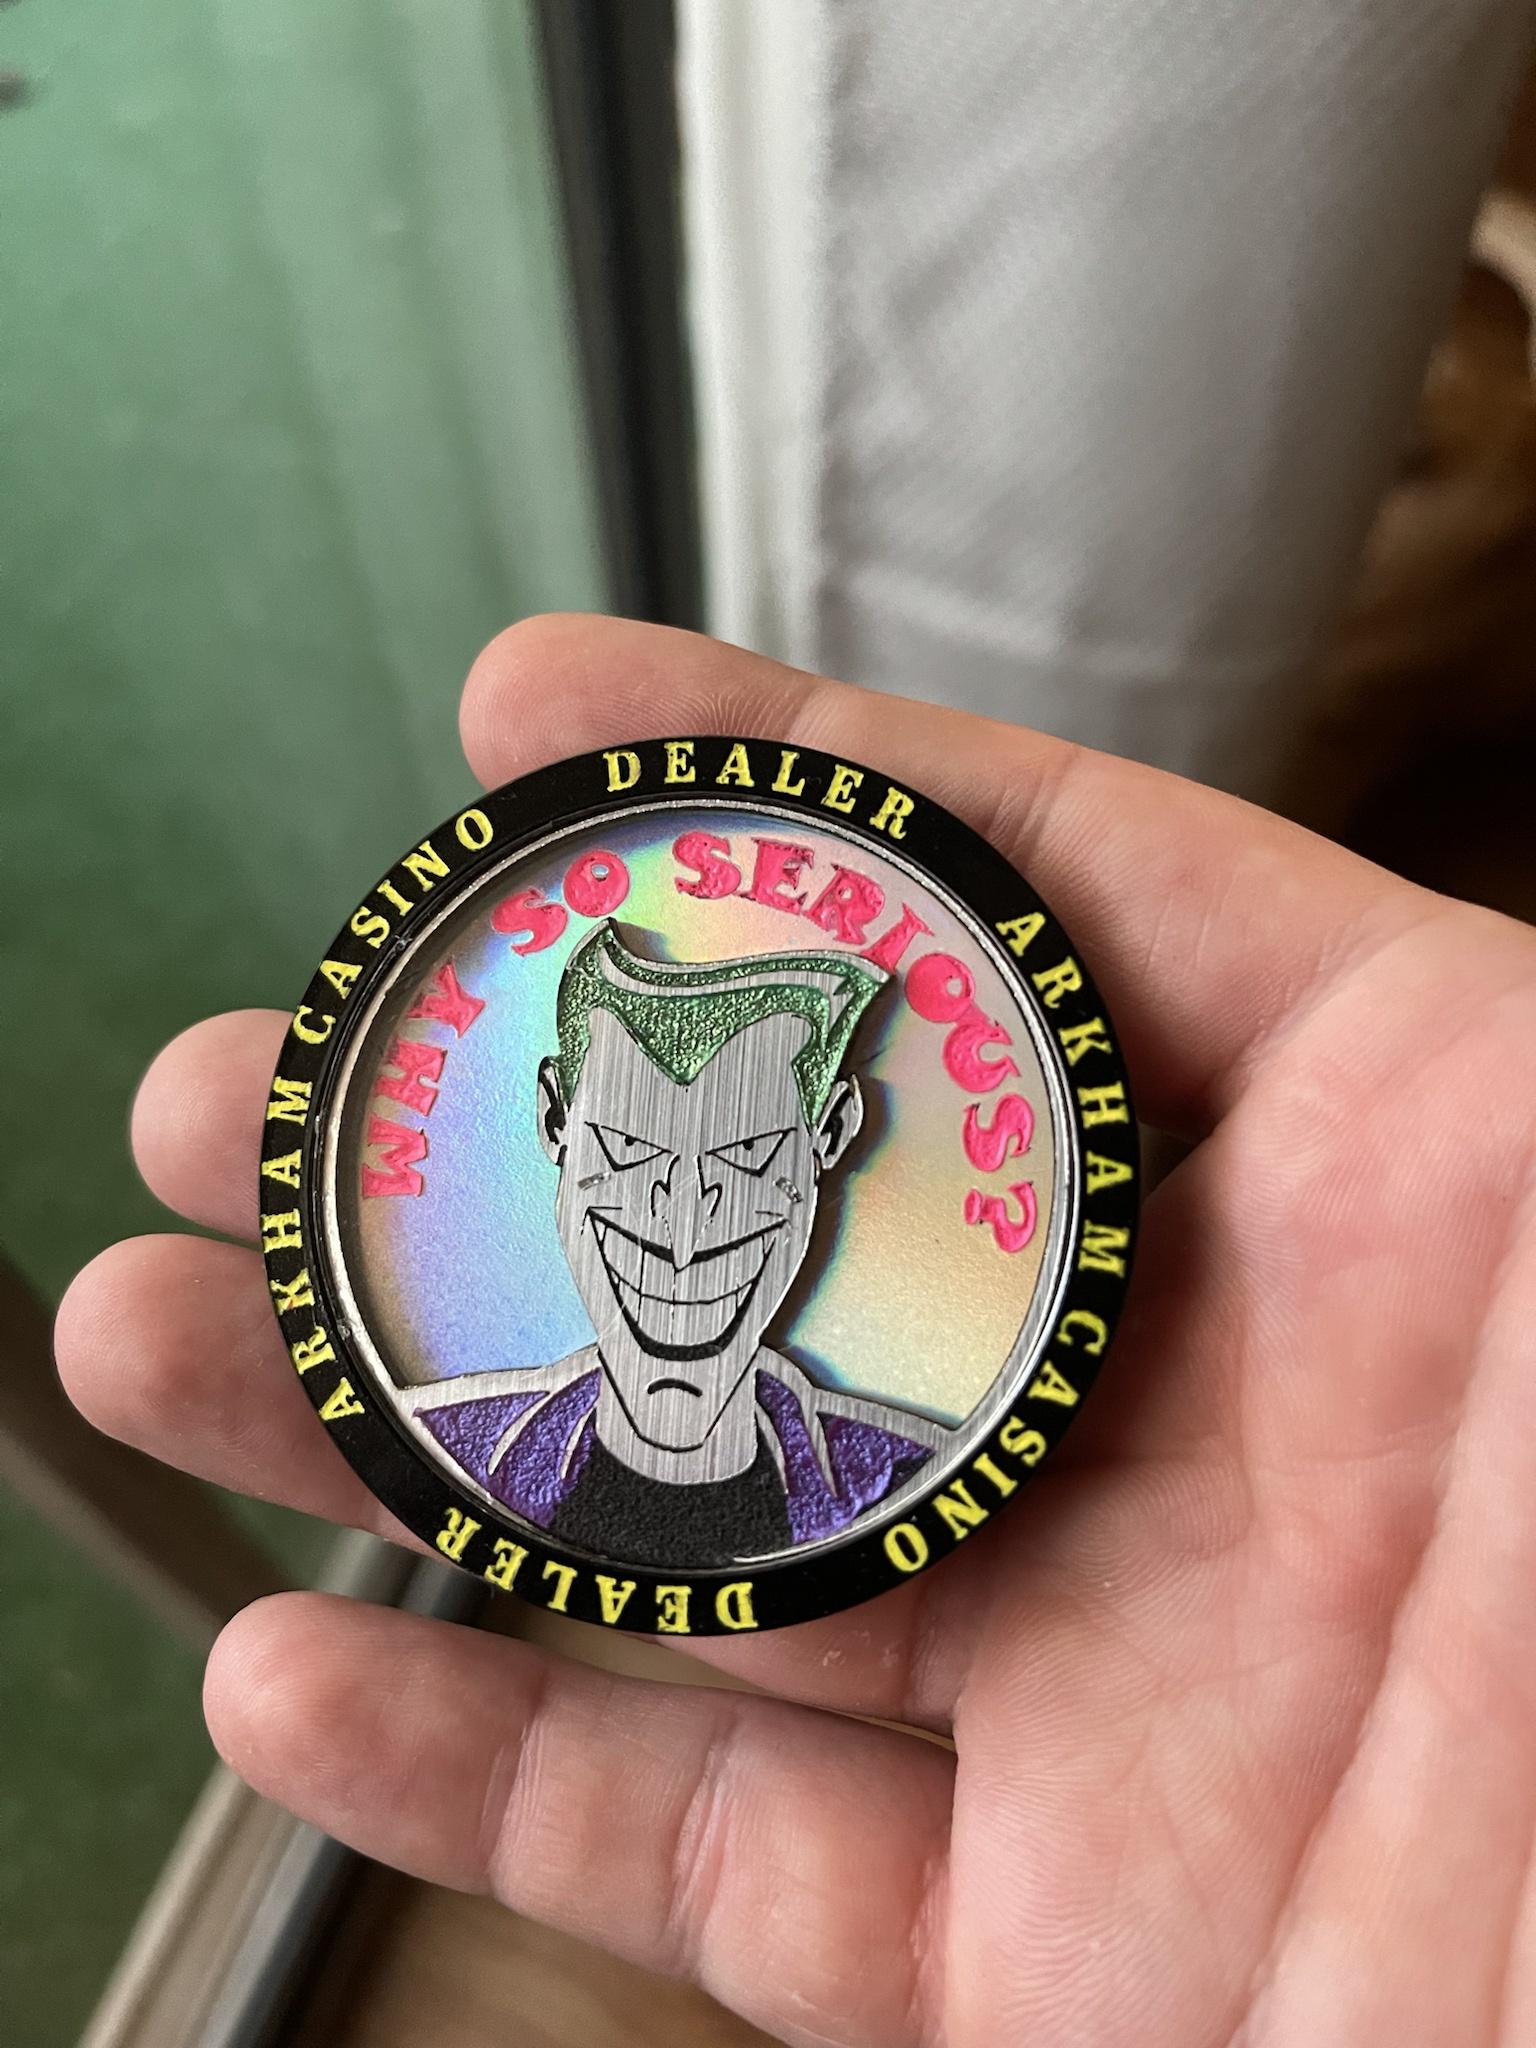 DEALER
ARKHAM CASINO
DEALER
ARKHAM CASINO
WHY SO SERIOUS?